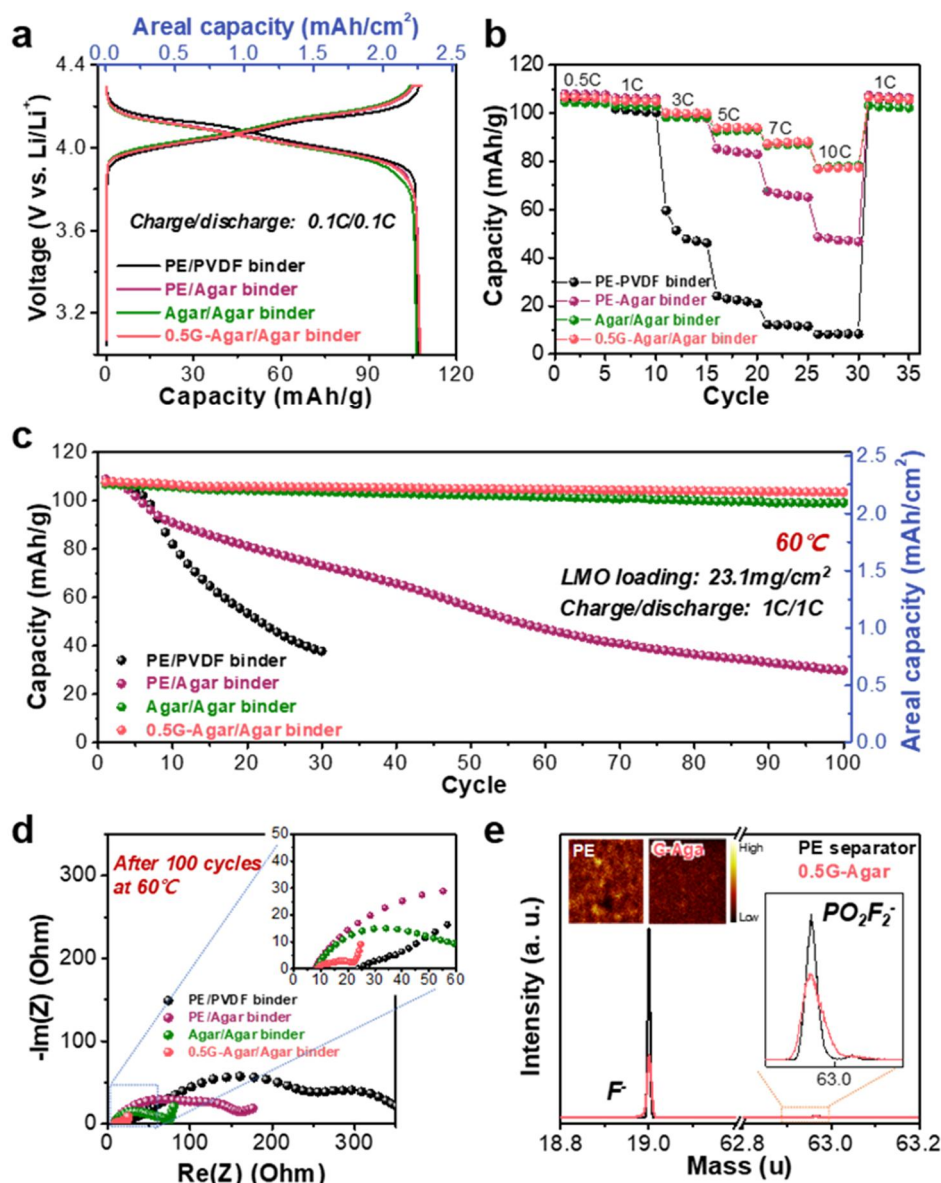 a
Areal capacity (mAh/cm²)
0.0 0.5 1.0 1.5 2.0 2.5
4.4
4.0
3.6
3.2
Voltage (V vs. Li/Li⁺)
Charge/discharge: 0.1C/0.1C
PE/PVDF binder
PE/Agar binder
Agar/Agar binder
0.5G-Agar/Agar binder
0 30 60 90 120
Capacity (mAh/g)
b
120
100
80
60
40
20
0
Capacity (mAh/g)
0.5C 1C 3C 5C 7C 10C 1C
PE-PVDF binder
PE-Agar binder
Agar/Agar binder
0.5G-Agar/Agar binder
0 5 10 15 20 25 30 35
Cycle
c
120
100
80
60
40
20
0
Capacity (mAh/g)
2.5
2.0
1.5
1.0
0.5
0.0
Areal capacity (mAh/cm²)
60℃
LMO loading: 23.1mg/cm²
Charge/discharge: 1C/1C
PE/PVDF binder
PE/Agar binder
Agar/Agar binder
0.5G-Agar/Agar binder
0 10 20 30 40 50 60 70 80 90 100
Cycle
d
After 100 cycles
at 60℃
300
200
100
0
-Im(Z) (Ohm)
50
40
30
20
10
0
0 10 20 30 40 50 60
PE/PVDF binder
PE/Agar binder
Agar/Agar binder
0.5G-Agar/Agar binder
0 100 200 300
Re(Z) (Ohm)
e
PE
G-Aga
High
Low
PE separator
0.5G-Agar
PO₂F₂⁻
63.0
F⁻
Intensity (a. u.)
18.8 19.0 62.8 63.0 63.2
Mass (u)